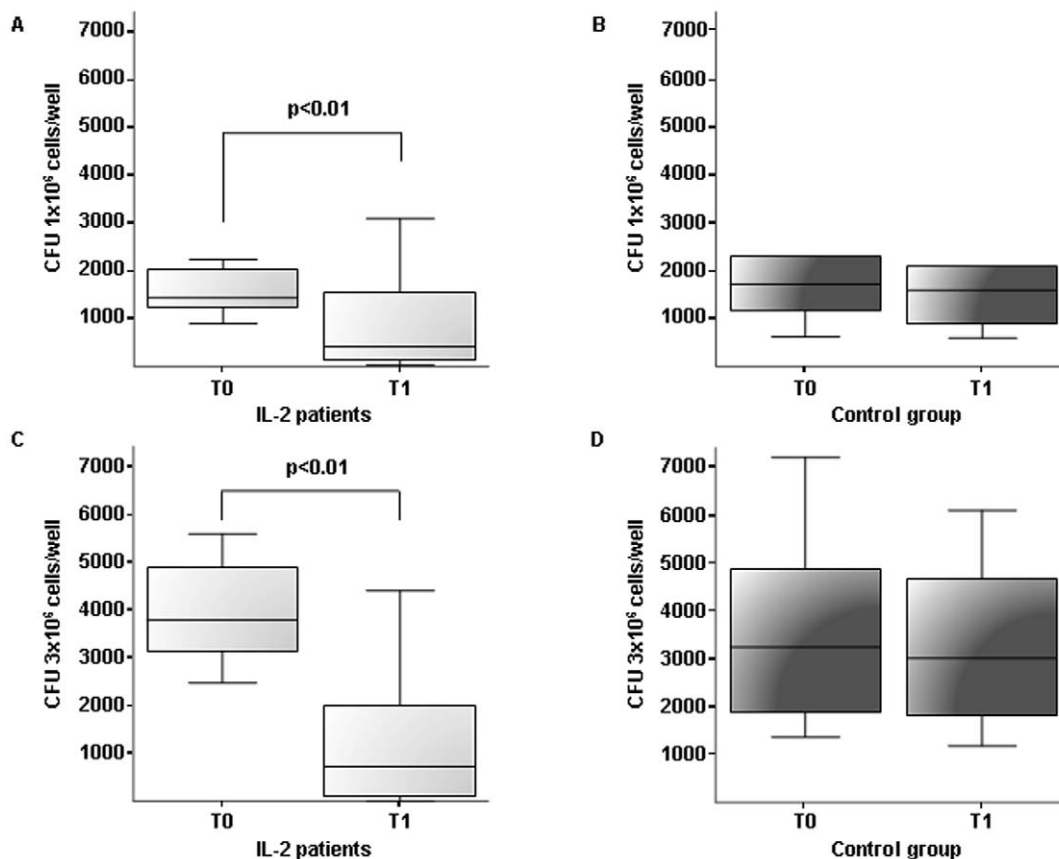 A
CFU 1x10⁶ cells/well
7000
6000
5000
4000
3000
2000
1000
p<0.01
T0 T1
IL-2 patients
B
CFU 1x10⁶ cells/well
7000
6000
5000
4000
3000
2000
1000
T0 T1
Control group
C
CFU 3x10⁶ cells/well
7000
6000
5000
4000
3000
2000
1000
p<0.01
T0 T1
IL-2 patients
D
CFU 3x10⁶ cells/well
7000
6000
5000
4000
3000
2000
1000
T0 T1
Control group